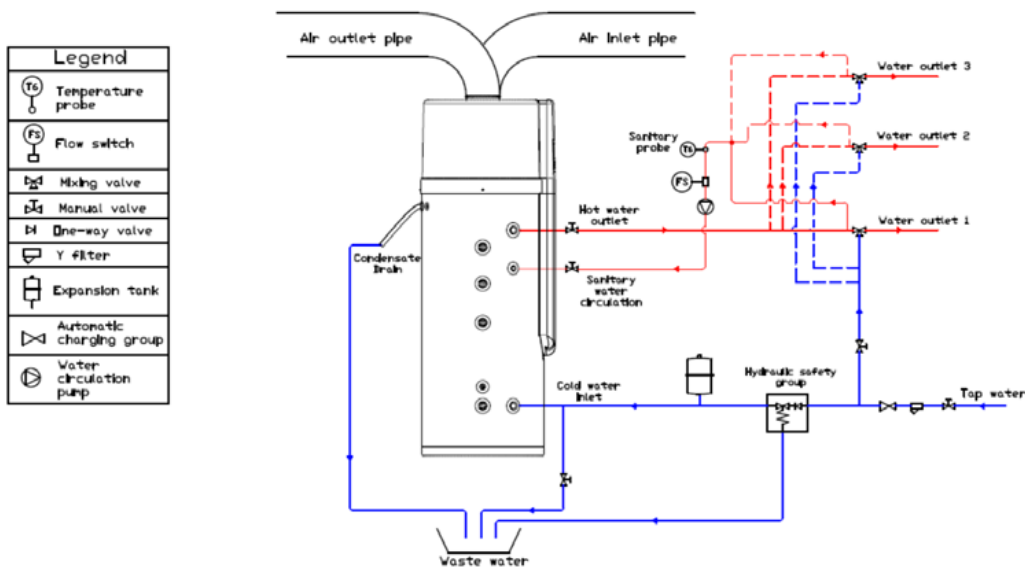 Air outlet pipe
Air inlet pipe
Legend
T6
Temperature
probe
FS
Flow switch
Mixing valve
Manual valve
One-way valve
Y filter
Expansion tank
Automatic
charging group
Water
circulation
pump
Water outlet 3
Sanitary
probe
T6
Water outlet 2
FS
Hot water
outlet
Water outlet 1
Condensate
Drain
Sanitary
water
circulation
Hydraulic safety
group
Cold water
inlet
Tap water
Waste water